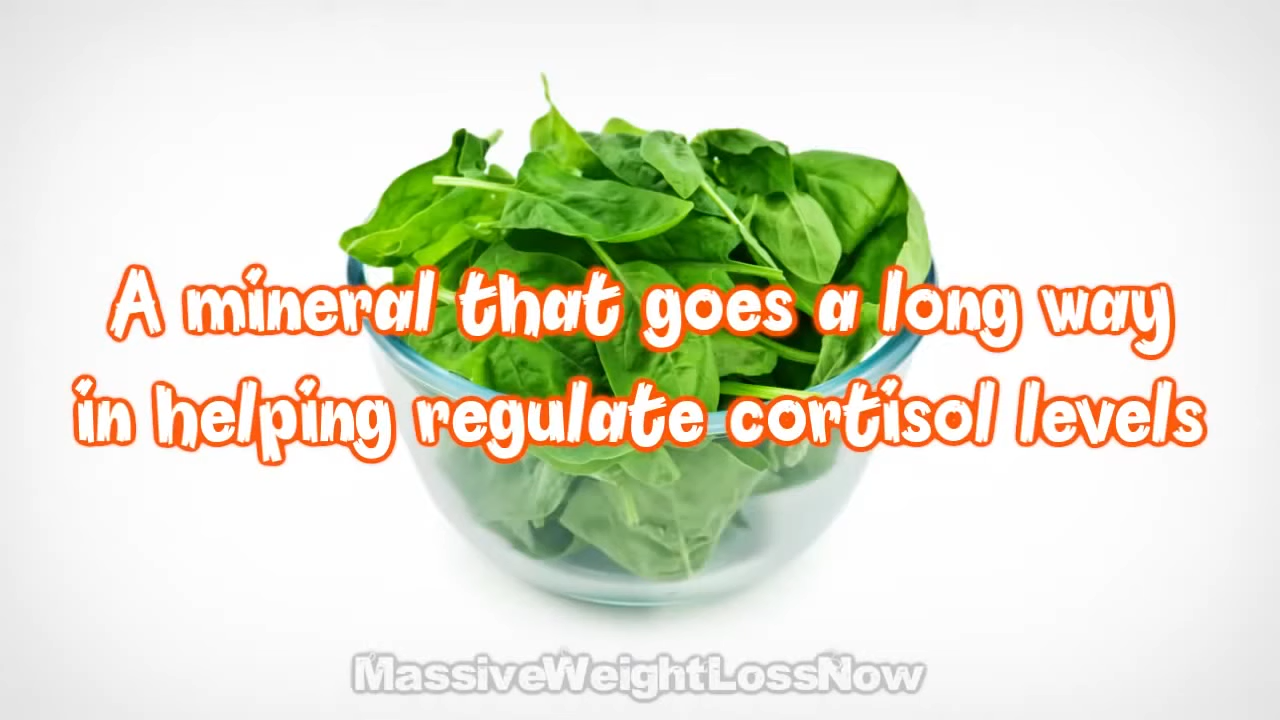 A mineral that goes a long way
in helping regulate cortisol levels
MassiveWeightLossNow